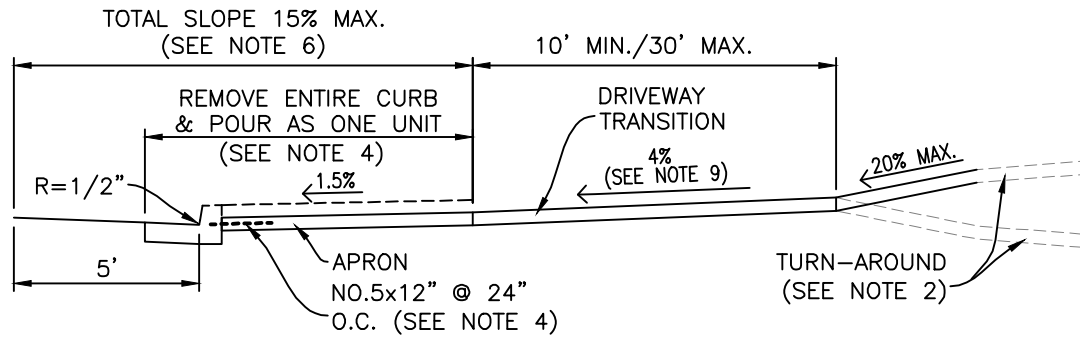 TOTAL SLOPE 15% MAX.
(SEE NOTE 6)
10' MIN./30' MAX.
REMOVE ENTIRE CURB
& POUR AS ONE UNIT
(SEE NOTE 4)
DRIVEWAY
TRANSITION
R=1/2"
1.5%
4%
(SEE NOTE 9)
20% MAX.
5'
APRON
NO.5x12" @ 24"
O.C. (SEE NOTE 4)
TURN-AROUND
(SEE NOTE 2)